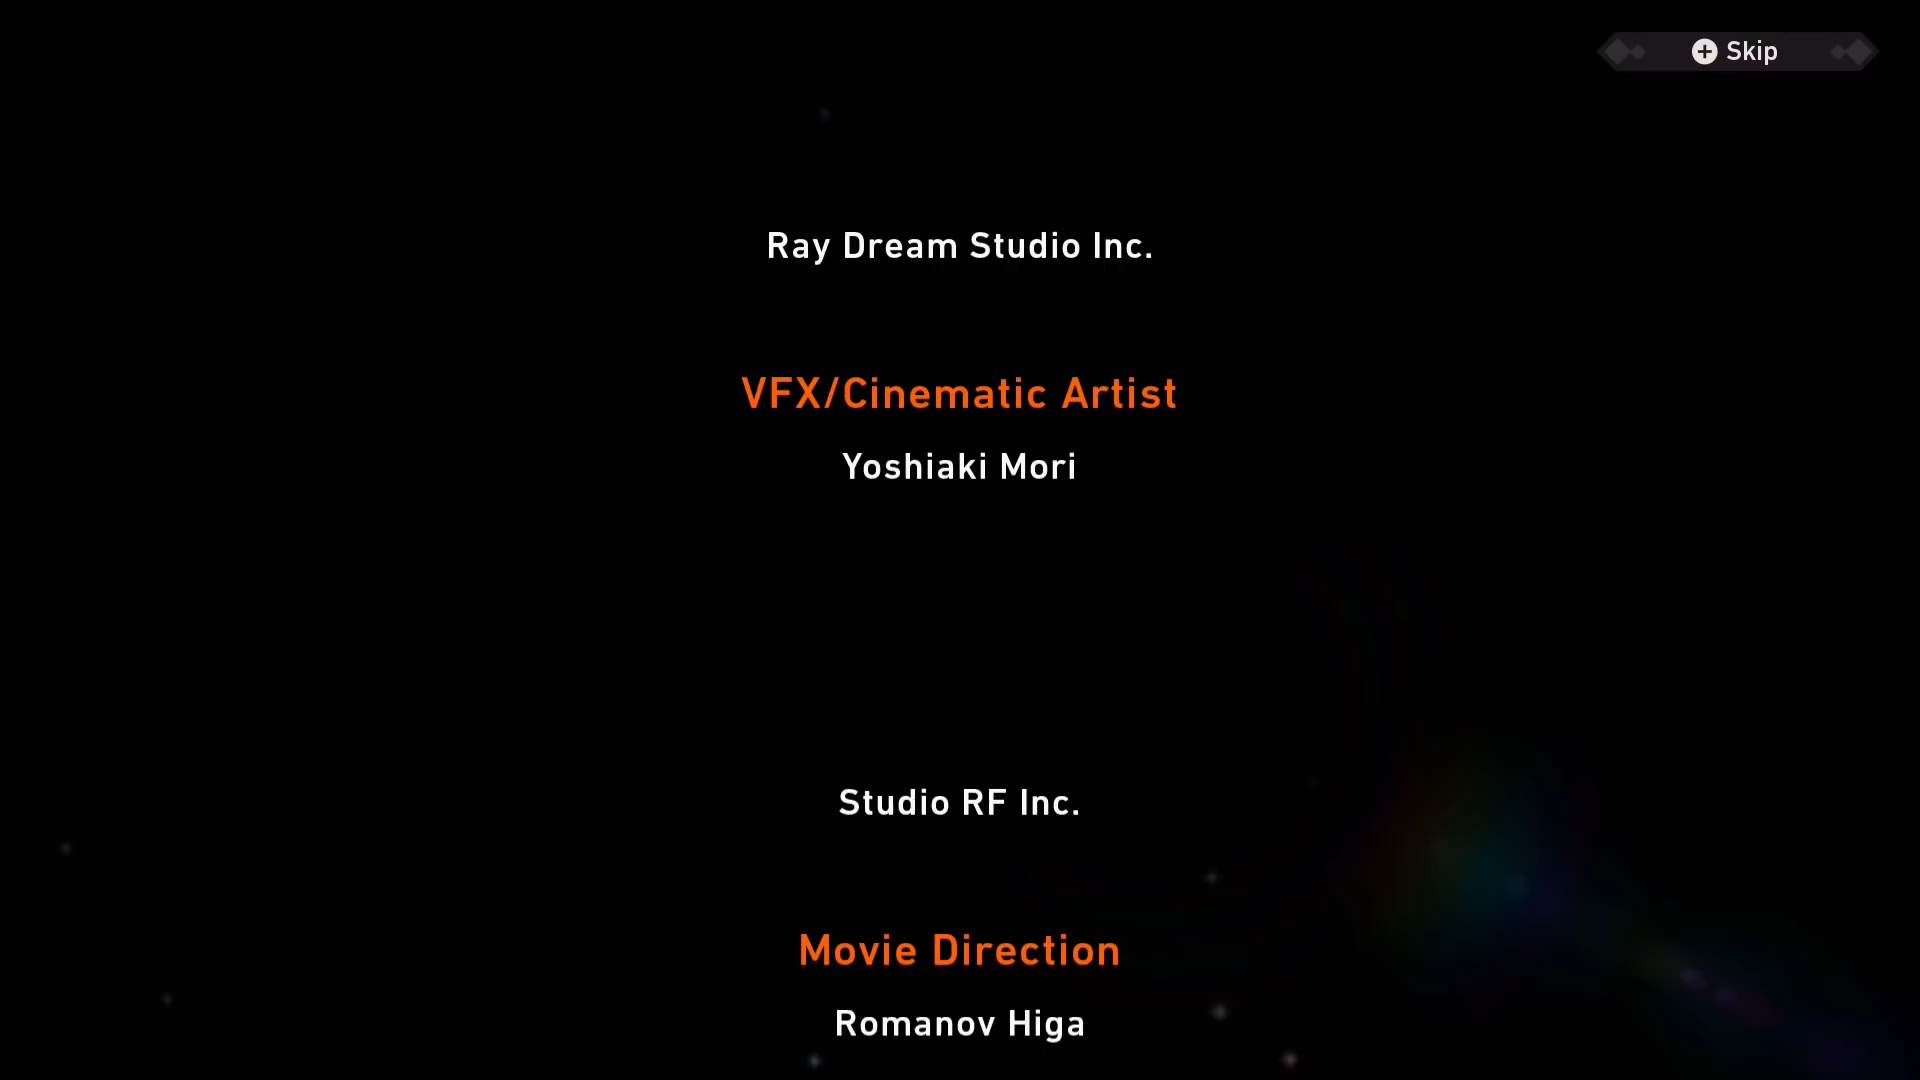 Skip
Ray Dream Studio Inc.
VFX/Cinematic Artist
Yoshiaki Mori
Studio RF Inc.
Movie Direction
Romanov Higa